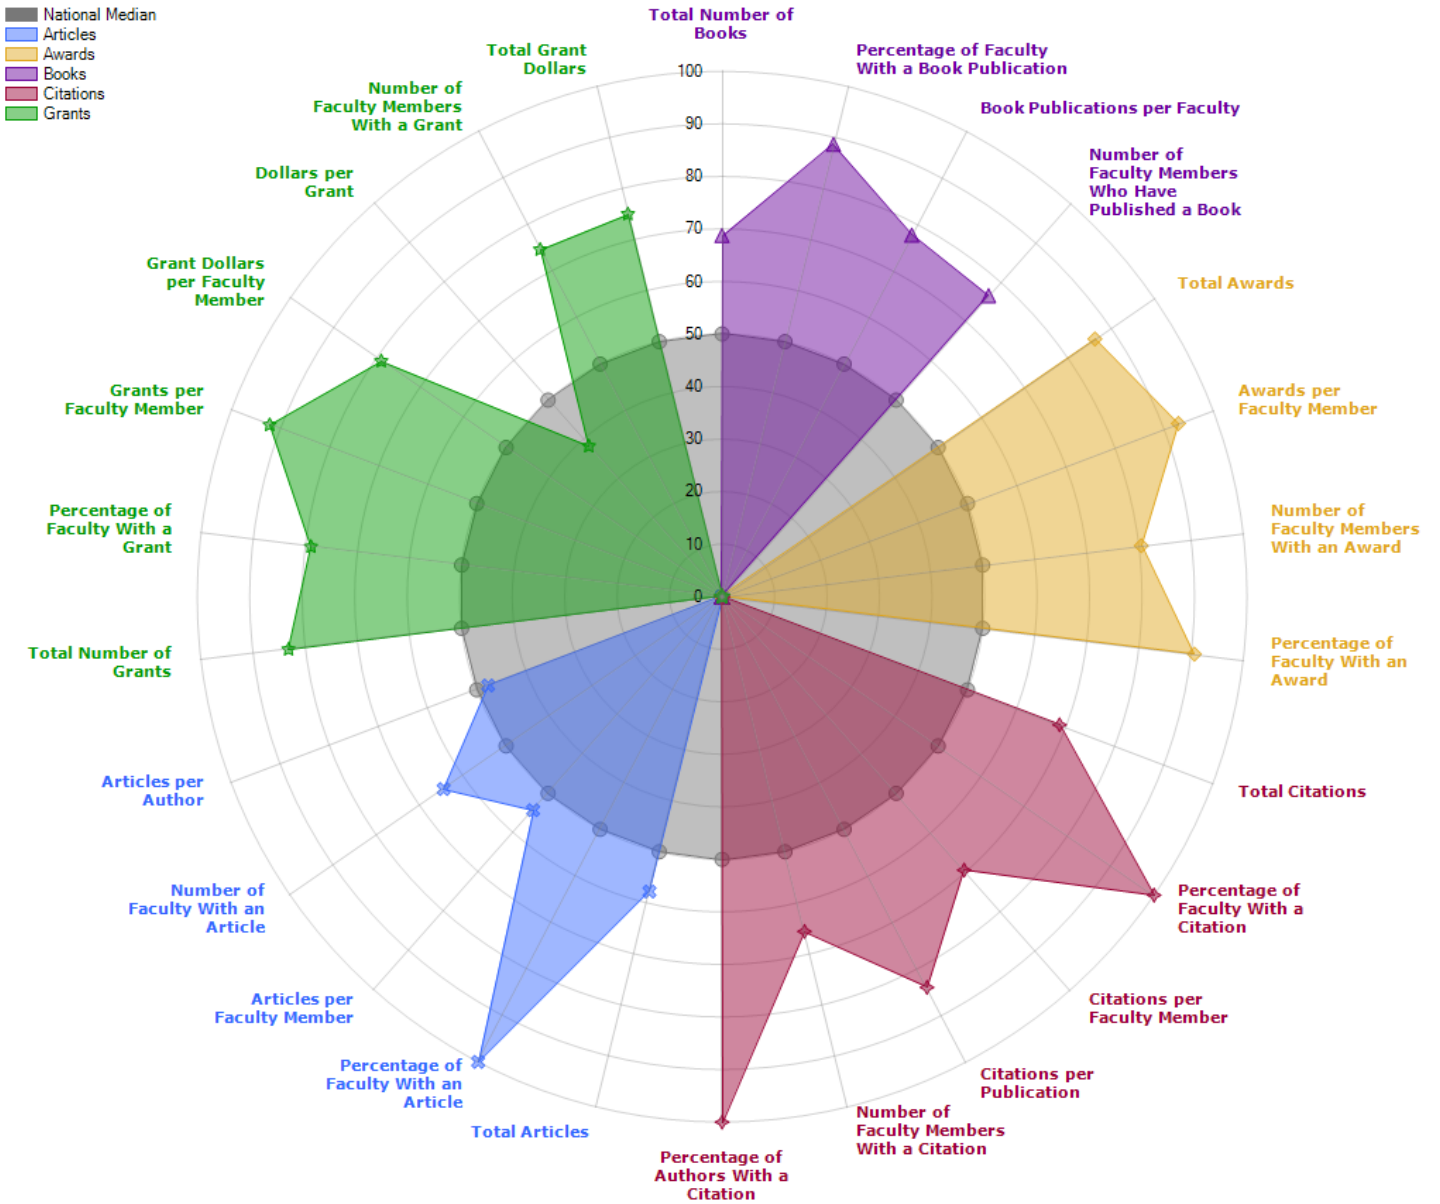 National Median
Articles
Awards
Books
Citations
Grants
Total Number of
Books
Percentage of Faculty
With a Book Publication
Book Publications per Faculty
Number of
Faculty Members
Who Have
Published a Book
Total Awards
Awards per
Faculty Member
Number of
Faculty Members
With an Award
Percentage of
Faculty With an
Award
Total Citations
Percentage of
Faculty With a
Citation
Citations per
Faculty Member
Citations per
Publication
Number of
Faculty Members
With a Citation
Percentage of
Authors With a
Citation
Total Articles
Percentage of
Faculty With an
Article
Articles per
Faculty Member
Number of
Faculty With an
Article
Articles per
Author
Total Number of
Grants
Percentage of
Faculty With a
Grant
Grants per
Faculty Member
Grant Dollars
per Faculty
Member
Dollars per
Grant
Number of
Faculty Members
With a Grant
Total Grant
Dollars
100
90
80
70
60
50
40
30
20
10
0